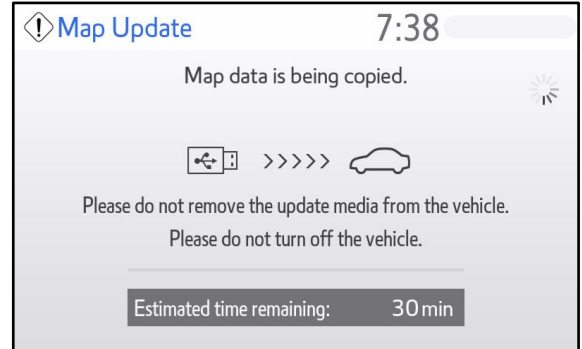 Map Update 7:38
Map data is being copied.
Please do not remove the update media from the vehicle.
Please do not turn off the vehicle.
Estimated time remaining: 30 min